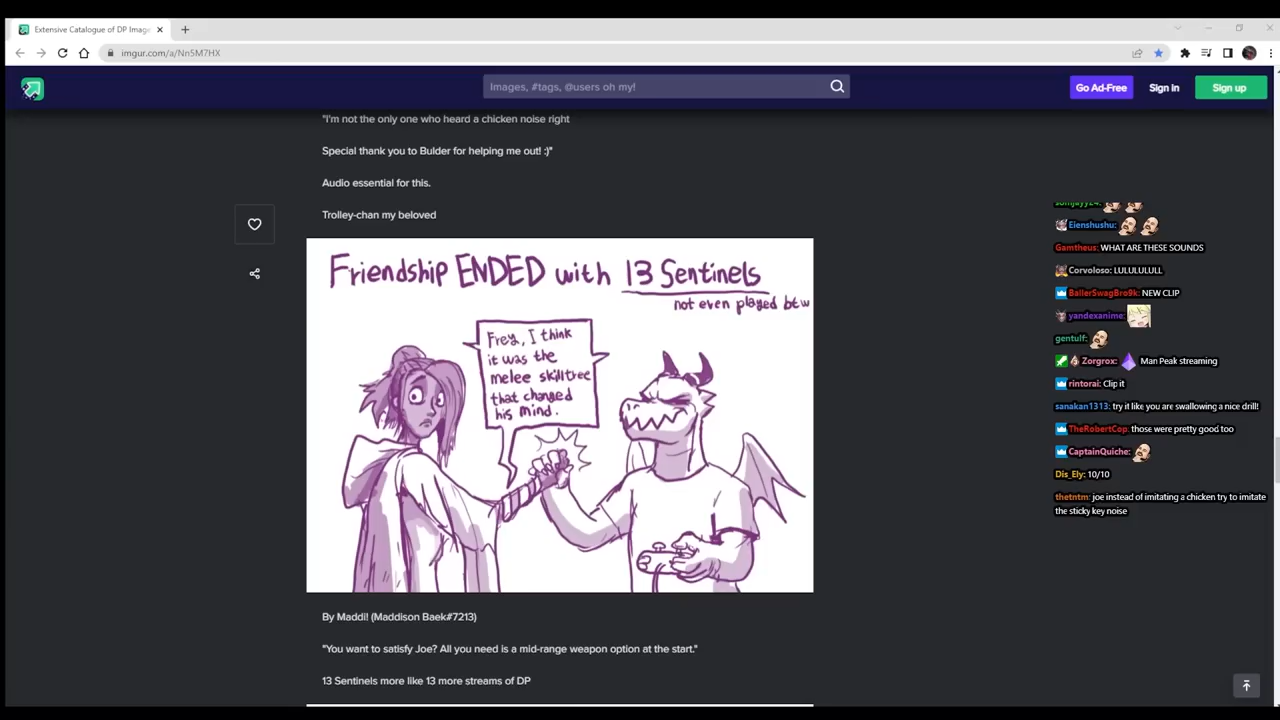 Extensive Catalogue of DP Imag
imgur.com/a/Nn5M7HX
Images, #tags, @users oh my!
Go Ad-Free
Sign in
Sign up
"I'm not the only one who heard a chicken noise right
Special thank you to Bulder for helping me out! :)"
Audio essential for this.
Trolley-chan my beloved
Friendship ENDED with 13 Sentinels
not even played btw
Frey, I think
it was the
melee skilltree
that changed
his mind.
By Maddi! (Maddison Baek#7213)
"You want to satisfy Joe? All you need is a mid-range weapon option at the start."
13 Sentinels more like 13 more streams of DP
Eienshushu:
Gamtheus: WHAT ARE THESE SOUNDS
Corvoloso: LULULULULL
BallerSwagBro9k: NEW CLIP
yandexanime:
gentulf:
Zorgrox: Man Peak streaming
rintorai: Clip it
sanakan1313: try it like you are swallowing a nice drill!
TheRobertCop: those were pretty good too
CaptainQuiche:
Dis_Ely: 10/10
thetntm: joe instead of imitating a chicken try to imitate
the sticky key noise